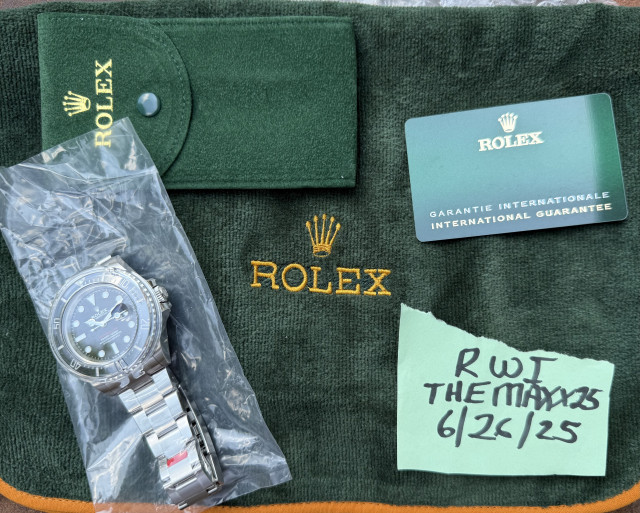 ROLEX
ROLEX
GARANTIE INTERNATIONALE
INTERNATIONAL GUARANTEE
ROLEX
RWI
THEMAXX25
6/26/25